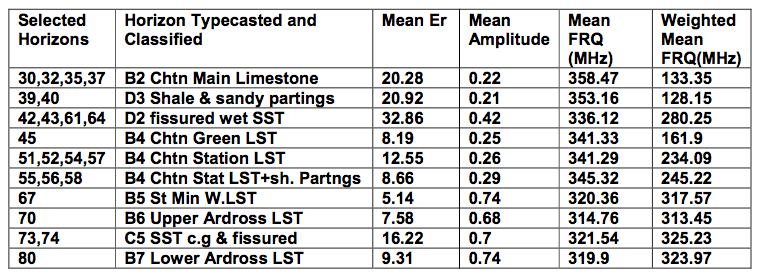 Selected Horizons | Horizon Typecasted and Classified | Mean Er | Mean Amplitude | Mean FRQ (MHz) | Weighted Mean FRQ(MHz)
30,32,35,37 | B2 Chtn Main Limestone | 20.28 | 0.22 | 358.47 | 133.35
39,40 | D3 Shale & sandy partings | 20.92 | 0.21 | 353.16 | 128.15
42,43,61,64 | D2 fissured wet SST | 32.86 | 0.42 | 336.12 | 280.25
45 | B4 Chtn Green LST | 8.19 | 0.25 | 341.33 | 161.9
51,52,54,57 | B4 Chtn Station LST | 12.55 | 0.26 | 341.29 | 234.09
55,56,58 | B4 Chtn Stat LST+sh. Partngs | 8.66 | 0.29 | 345.32 | 245.22
67 | B5 St Min W.LST | 5.14 | 0.74 | 320.36 | 317.57
70 | B6 Upper Ardross LST | 7.58 | 0.68 | 314.76 | 313.45
73,74 | C5 SST c.g & fissured | 16.22 | 0.7 | 321.54 | 325.23
80 | B7 Lower Ardross LST | 9.31 | 0.74 | 319.9 | 323.97